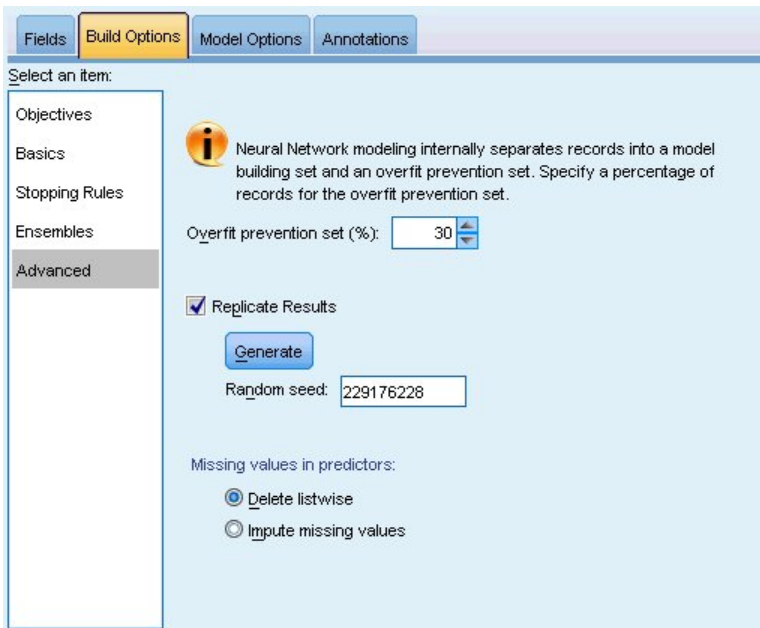 Fields
Build Options
Model Options
Annotations
Select an item:
Objectives
Basics
Stopping Rules
Ensembles
Advanced
Neural Network modeling internally separates records into a model
building set and an overfit prevention set. Specify a percentage of
records for the overfit prevention set.
Overfit prevention set (%): 30
Replicate Results
Generate
Random seed: 229176228
Missing values in predictors:
Delete listwise
Impute missing values